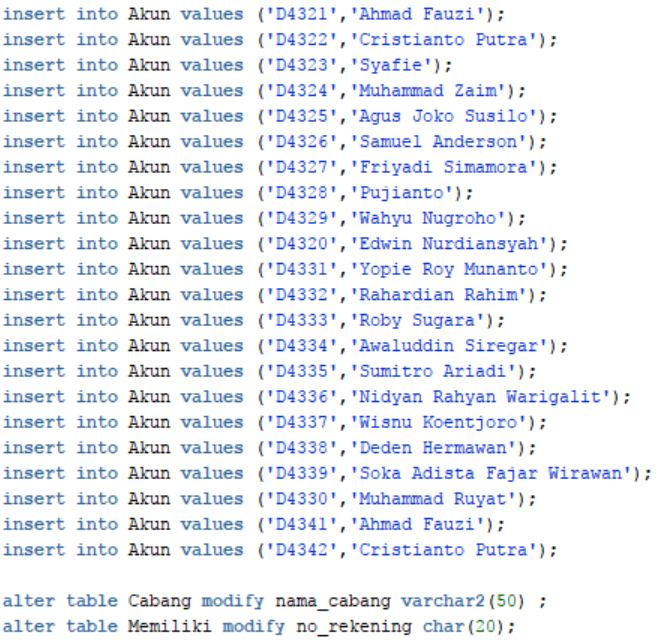 insert into Akun values ('D4321','Ahmad Fauzi');
insert into Akun values ('D4322','Cristianto Putra');
insert into Akun values ('D4323','Syafie');
insert into Akun values ('D4324','Muhammad Zaim');
insert into Akun values ('D4325','Agus Joko Susilo');
insert into Akun values ('D4326','Samuel Anderson');
insert into Akun values ('D4327','Friyadi Simamora');
insert into Akun values ('D4328','Pujianto');
insert into Akun values ('D4329','Wahyu Nugroho');
insert into Akun values ('D4320','Edwin Nurdiansyah');
insert into Akun values ('D4331','Yopie Roy Munanto');
insert into Akun values ('D4332','Rahardian Rahim');
insert into Akun values ('D4333','Roby Sugara');
insert into Akun values ('D4334','Awaluddin Siregar');
insert into Akun values ('D4335','Sumitro Ariadi');
insert into Akun values ('D4336','Nidyan Rahyan Warigalit');
insert into Akun values ('D4337','Wisnu Koentjoro');
insert into Akun values ('D4338','Deden Hermawan');
insert into Akun values ('D4339','Soka Adista Fajar Wirawan');
insert into Akun values ('D4330','Muhammad Ruyat');
insert into Akun values ('D4341','Ahmad Fauzi');
insert into Akun values ('D4342','Cristianto Putra');
alter table Cabang modify nama_cabang varchar2(50) ;
alter table Memiliki modify no_rekening char(20);